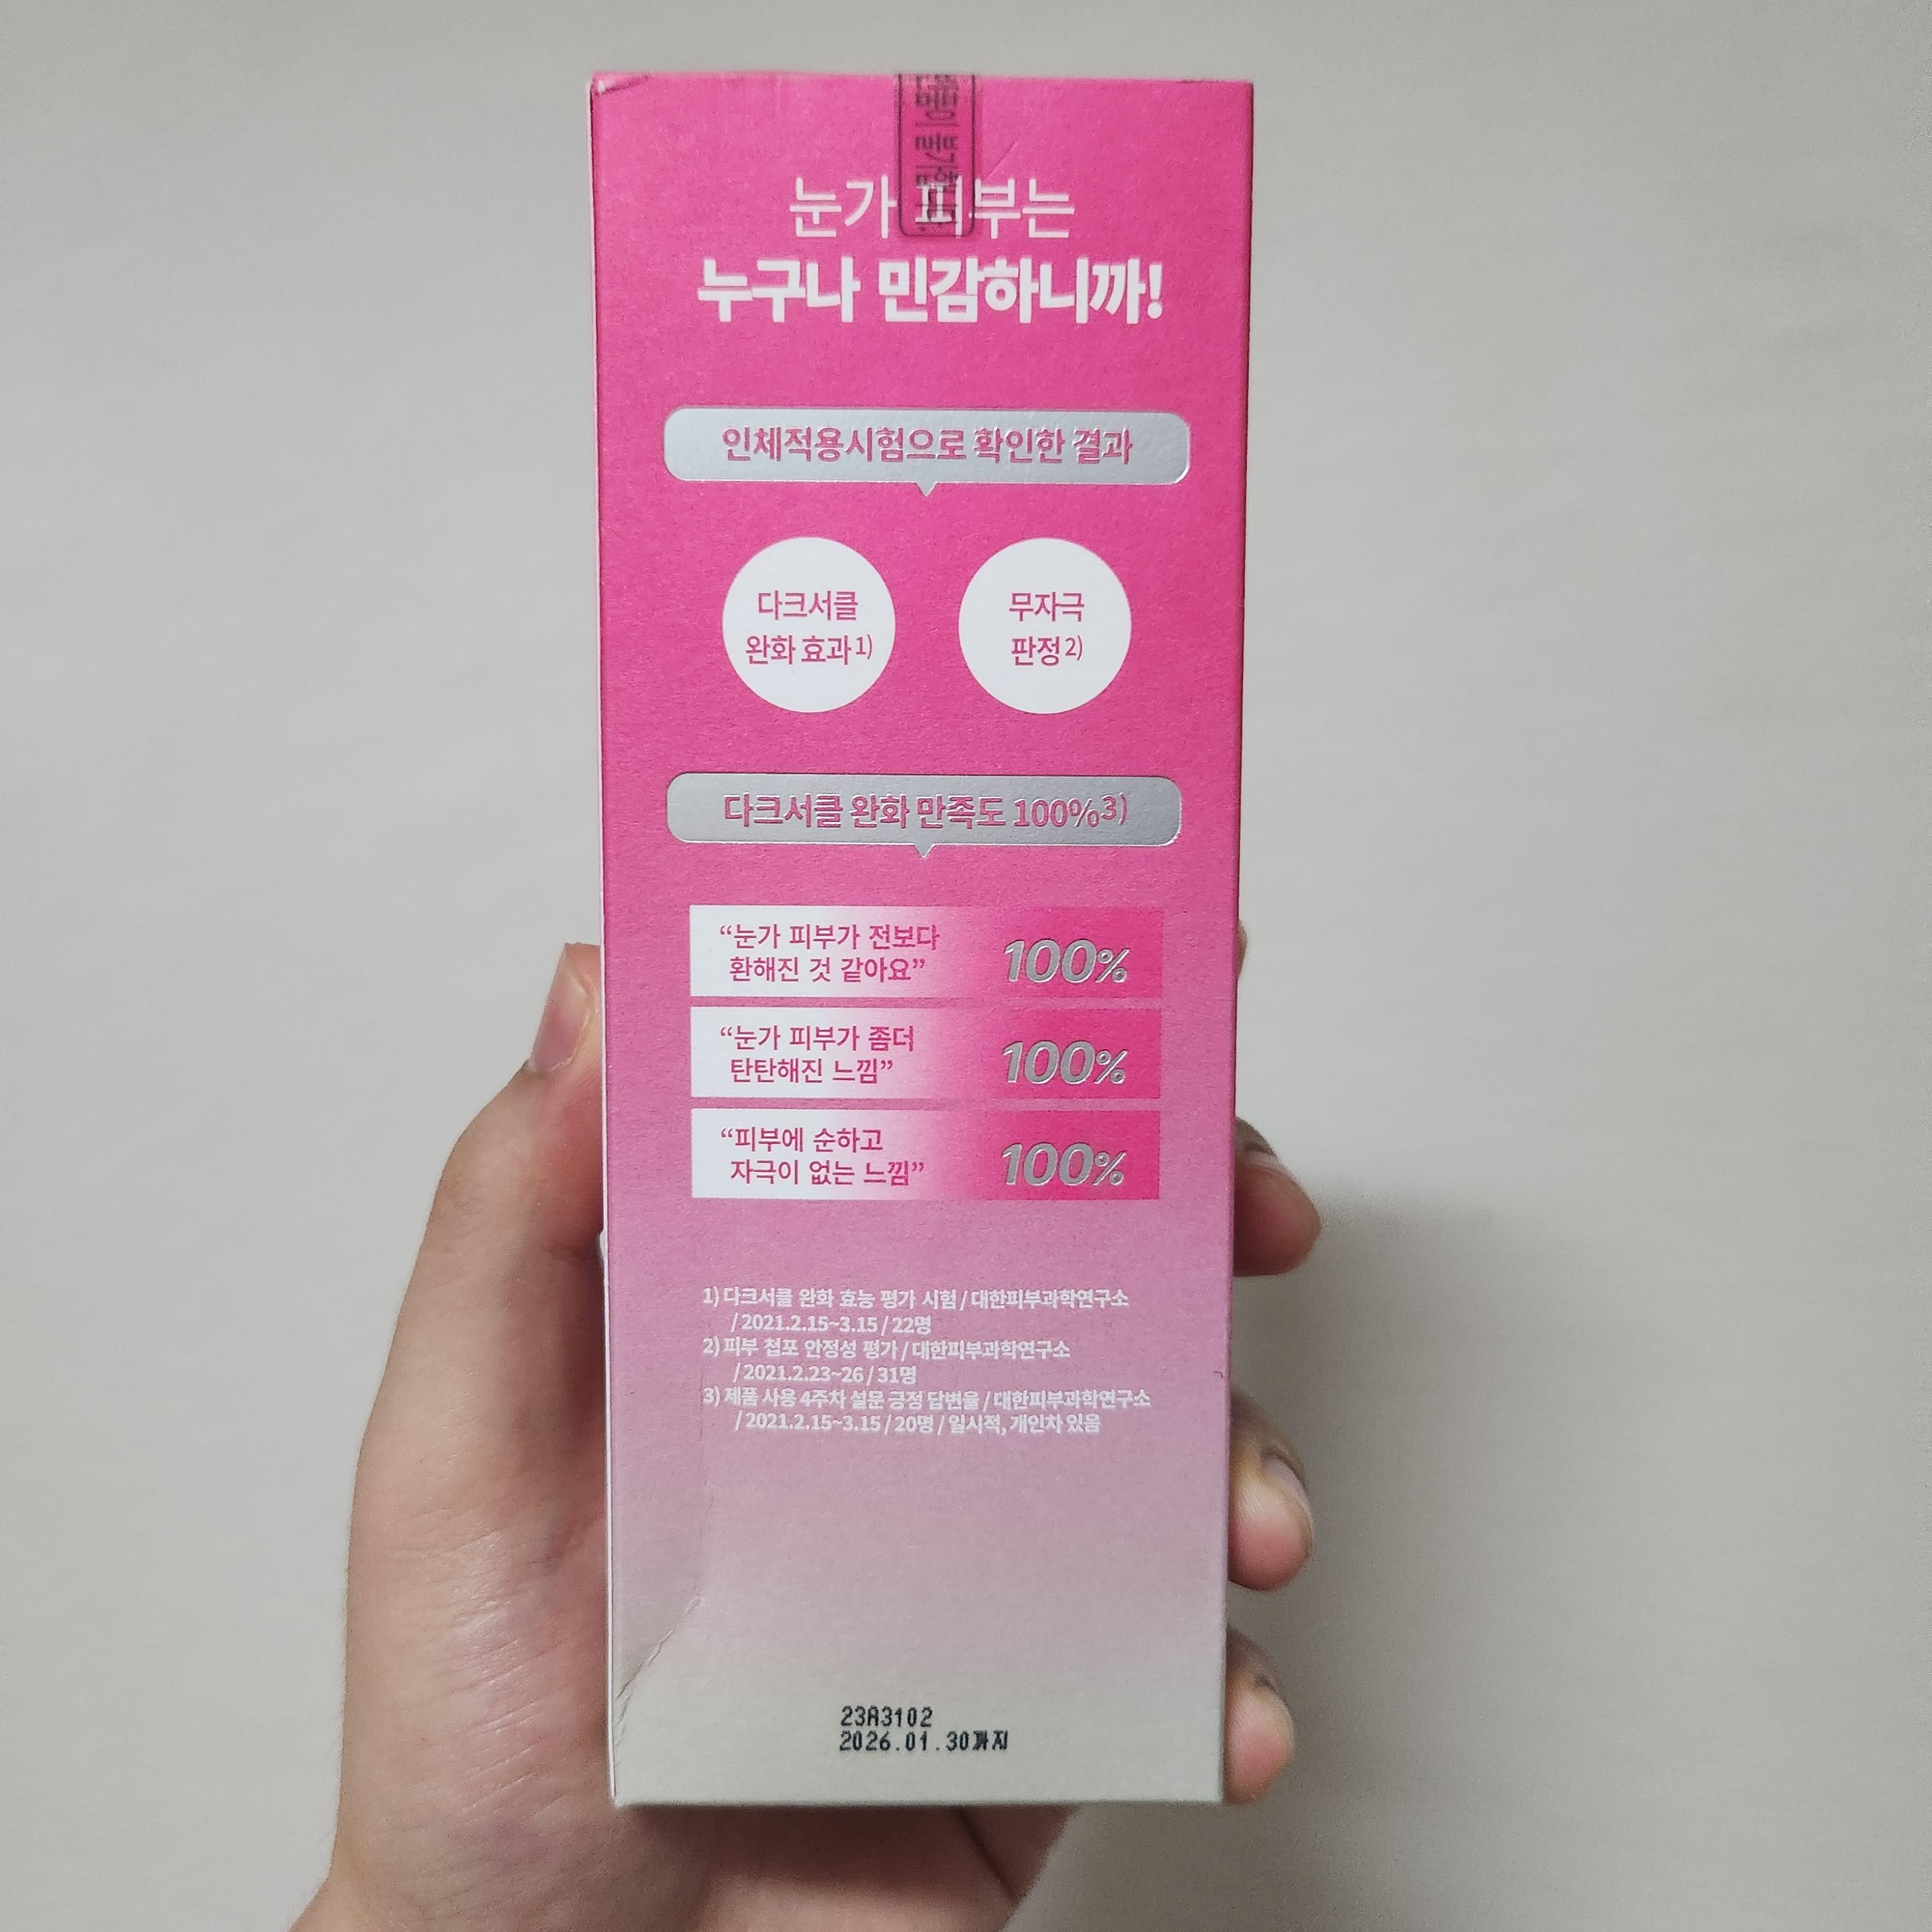 눈가 피부는
누구나 민감하니까!
인체적용시험으로 확인한 결과
다크서클
완화 효과1)
무자극
판정2)
다크서클 완화 만족도 100%3)
“눈가 피부가 전보다
환해진 것 같아요”
100%
“눈가 피부가 좀더
탄탄해진 느낌”
100%
“피부에 순하고
자극이 없는 느낌”
100%
1) 다크서클 완화 효능 평가 시험 / 대한피부과학연구소
/ 2021.2.15~3.15 / 22명
2) 피부 첩포 안정성 평가 / 대한피부과학연구소
/ 2021.2.23~26 / 31명
3) 제품 사용 4주차 설문 긍정 답변율 / 대한피부과학연구소
/ 2021.2.15~3.15 / 20명 / 일시적, 개인차 있음
23A3102
2026.01.30까지